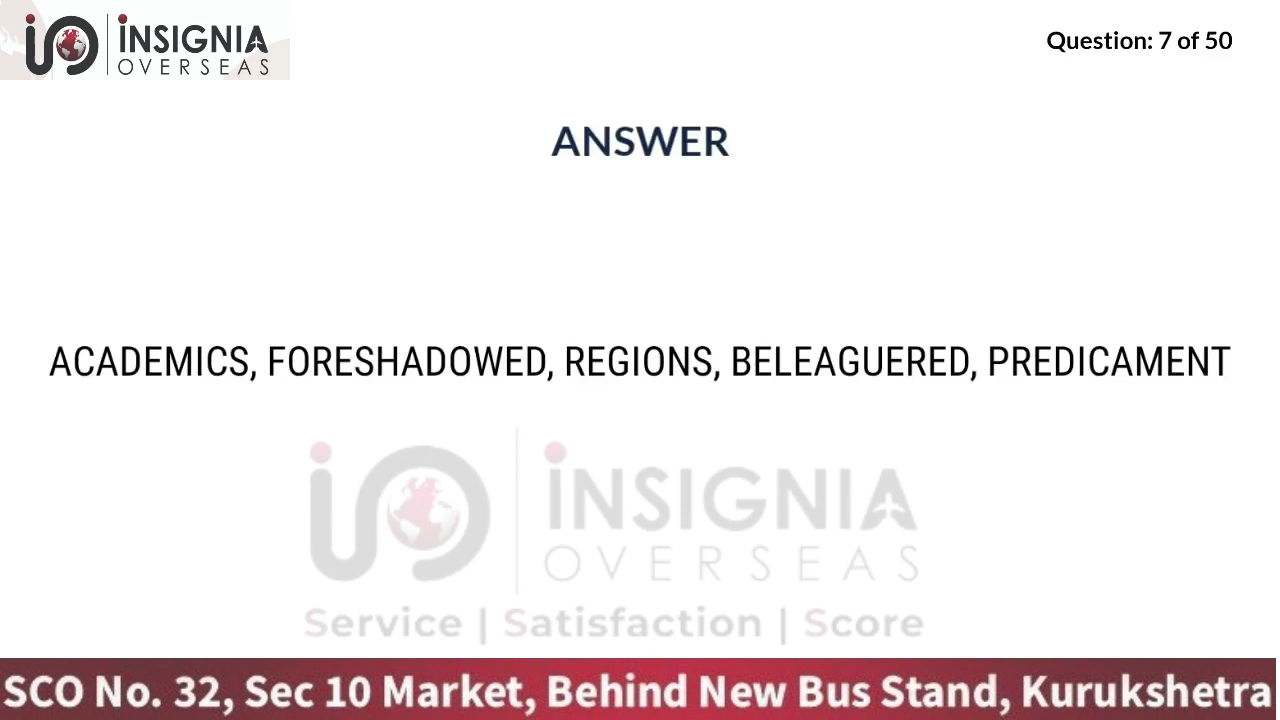 INSIGNIA
OVERSEAS
Question: 7 of 50
ANSWER
ACADEMICS, FORESHADOWED, REGIONS, BELEAGUERED, PREDICAMENT
INSIGNIA
OVERSEAS
Service | Satisfaction | Score
SCO No. 32, Sec 10 Market, Behind New Bus Stand, Kurukshetra